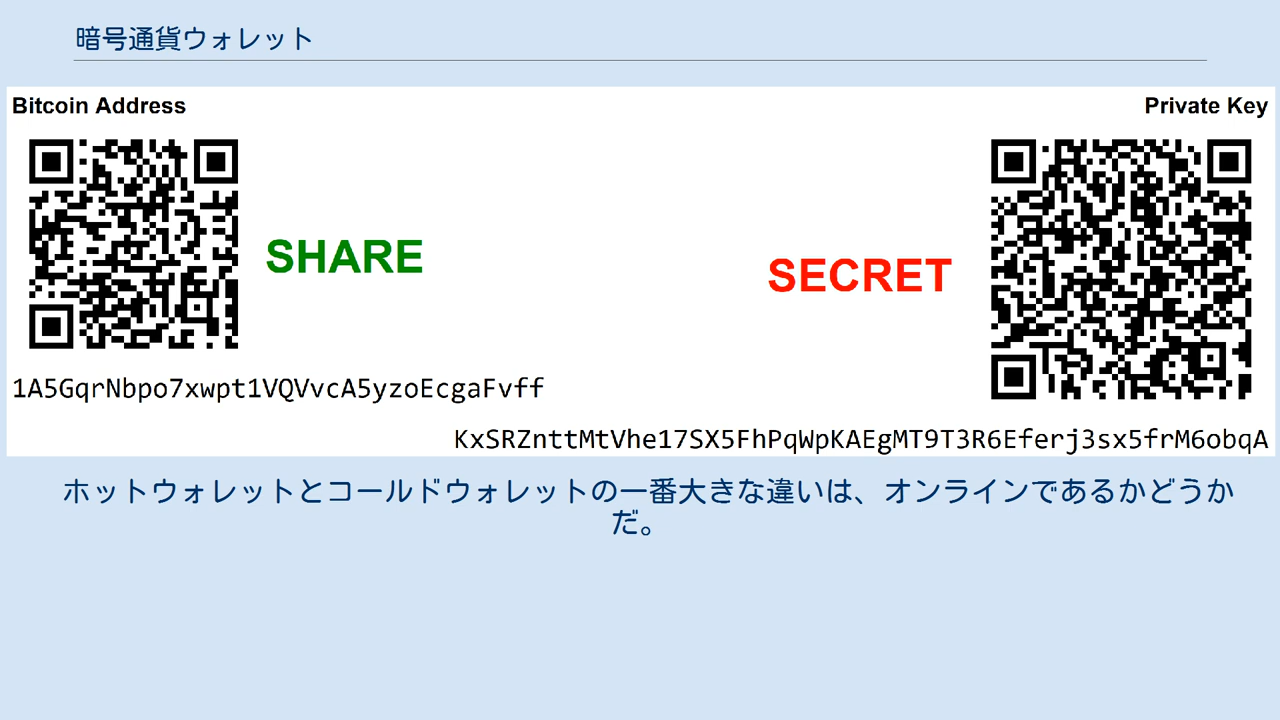 暗号通貨ウォレット
Bitcoin Address
Private Key
SHARE
SECRET
1A5GqrNbpo7xwpt1VQVvcA5yzoEcgaFvff
KxSRZnttMtVhe17SX5FhPqWpKAEgMT9T3R6Eferj3sx5frM6obqA
ホットウォレットとコールドウォレットの一番大きな違いは、オンラインであるかどうか
だ。